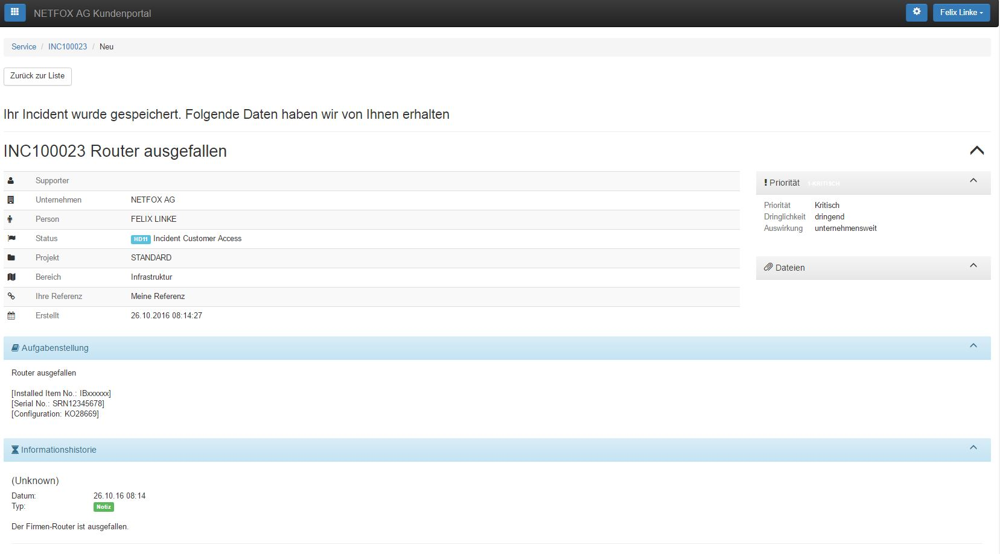 NETFOX AG Kundenportal
Felix Linke
Service / INC100023 / Neu
Zurück zur Liste
Ihr Incident wurde gespeichert. Folgende Daten haben wir von Ihnen erhalten
INC100023 Router ausgefallen
Supporter
Unternehmen NETFOX AG
Person FELIX LINKE
Status HD11 Incident Customer Access
Projekt STANDARD
Bereich Infrastruktur
Ihre Referenz Meine Referenz
Erstellt 26.10.2016 08:14:27
Priorität 1-KRITISCH
Priorität Kritisch
Dringlichkeit dringend
Auswirkung unternehmensweit
Dateien
Aufgabenstellung
Router ausgefallen
[Installed Item No.: IBxxxxxx]
[Serial No.: SRN12345678]
[Configuration: KO28669]
Informationshistorie
(Unknown)
Datum: 26.10.16 08:14
Typ: Notiz
Der Firmen-Router ist ausgefallen.